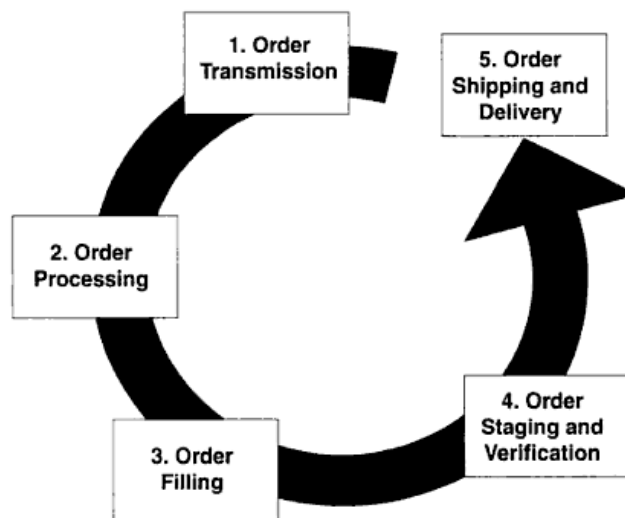 1. Order
Transmission
2. Order
Processing
3. Order
Filling
4. Order
Staging and
Verification
5. Order
Shipping and
Delivery